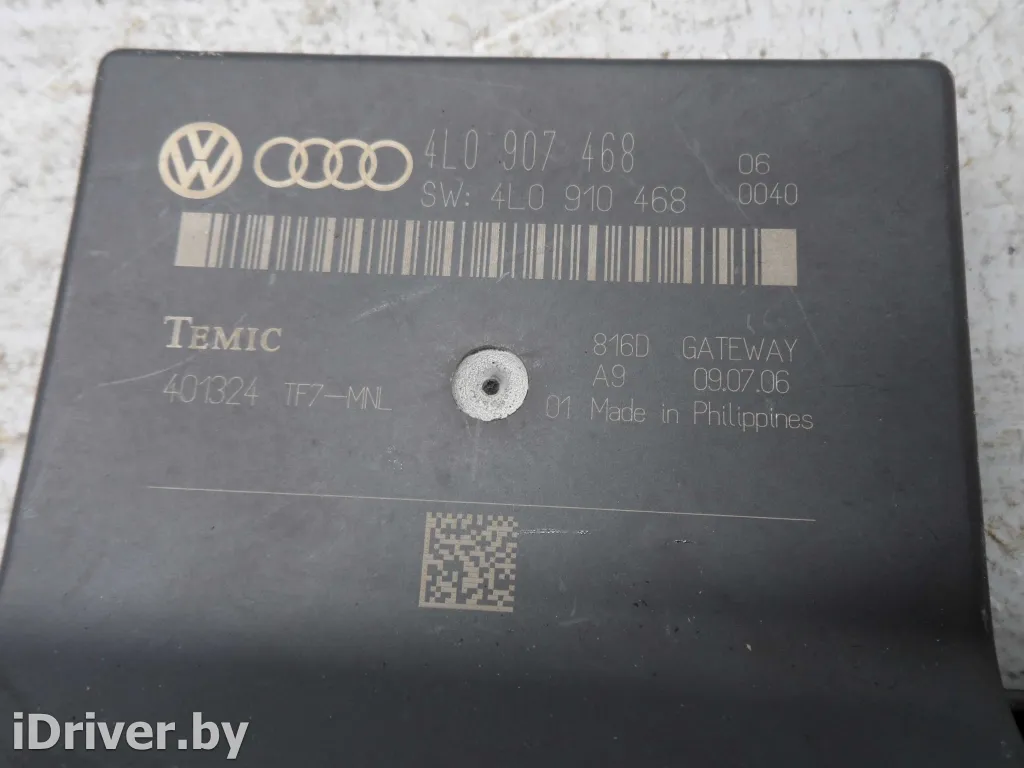 4L0 907 468 06
SW: 4L0 910 468 0040
TEMIC
816D GATEWAY
401324 TF7-MNL
A9 09.07.06
01 Made in Philippines
iDriver.by